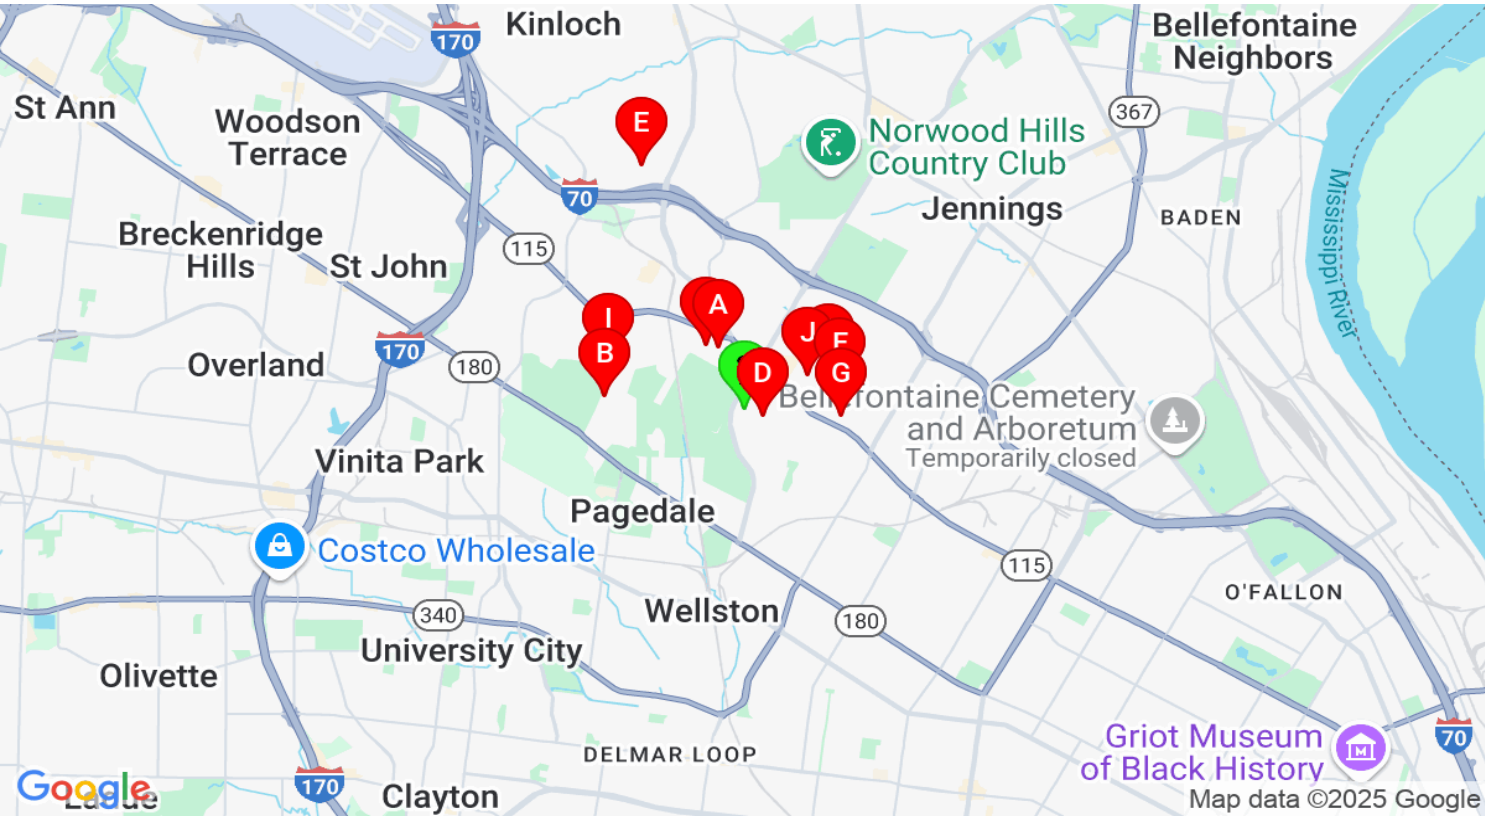 Kinloch
170
Bellefontaine
Neighbors
St Ann
Woodson
Terrace
E
367
Norwood Hills
Country Club
70
Jennings
BADEN
Mississippi River
Breckenridge
Hills
115
St John
I
A
J
F
B
D
G
170
Overland
180
Bellefontaine Cemetery
and Arboretum
Temporarily closed
Vinita Park
Pagedale
Costco Wholesale
115
O'FALLON
340
Wellston
180
University City
Olivette
Griot Museum
of Black History
70
DELMAR LOOP
170
Clayton
Google
Ladue
Map data ©2025 Google